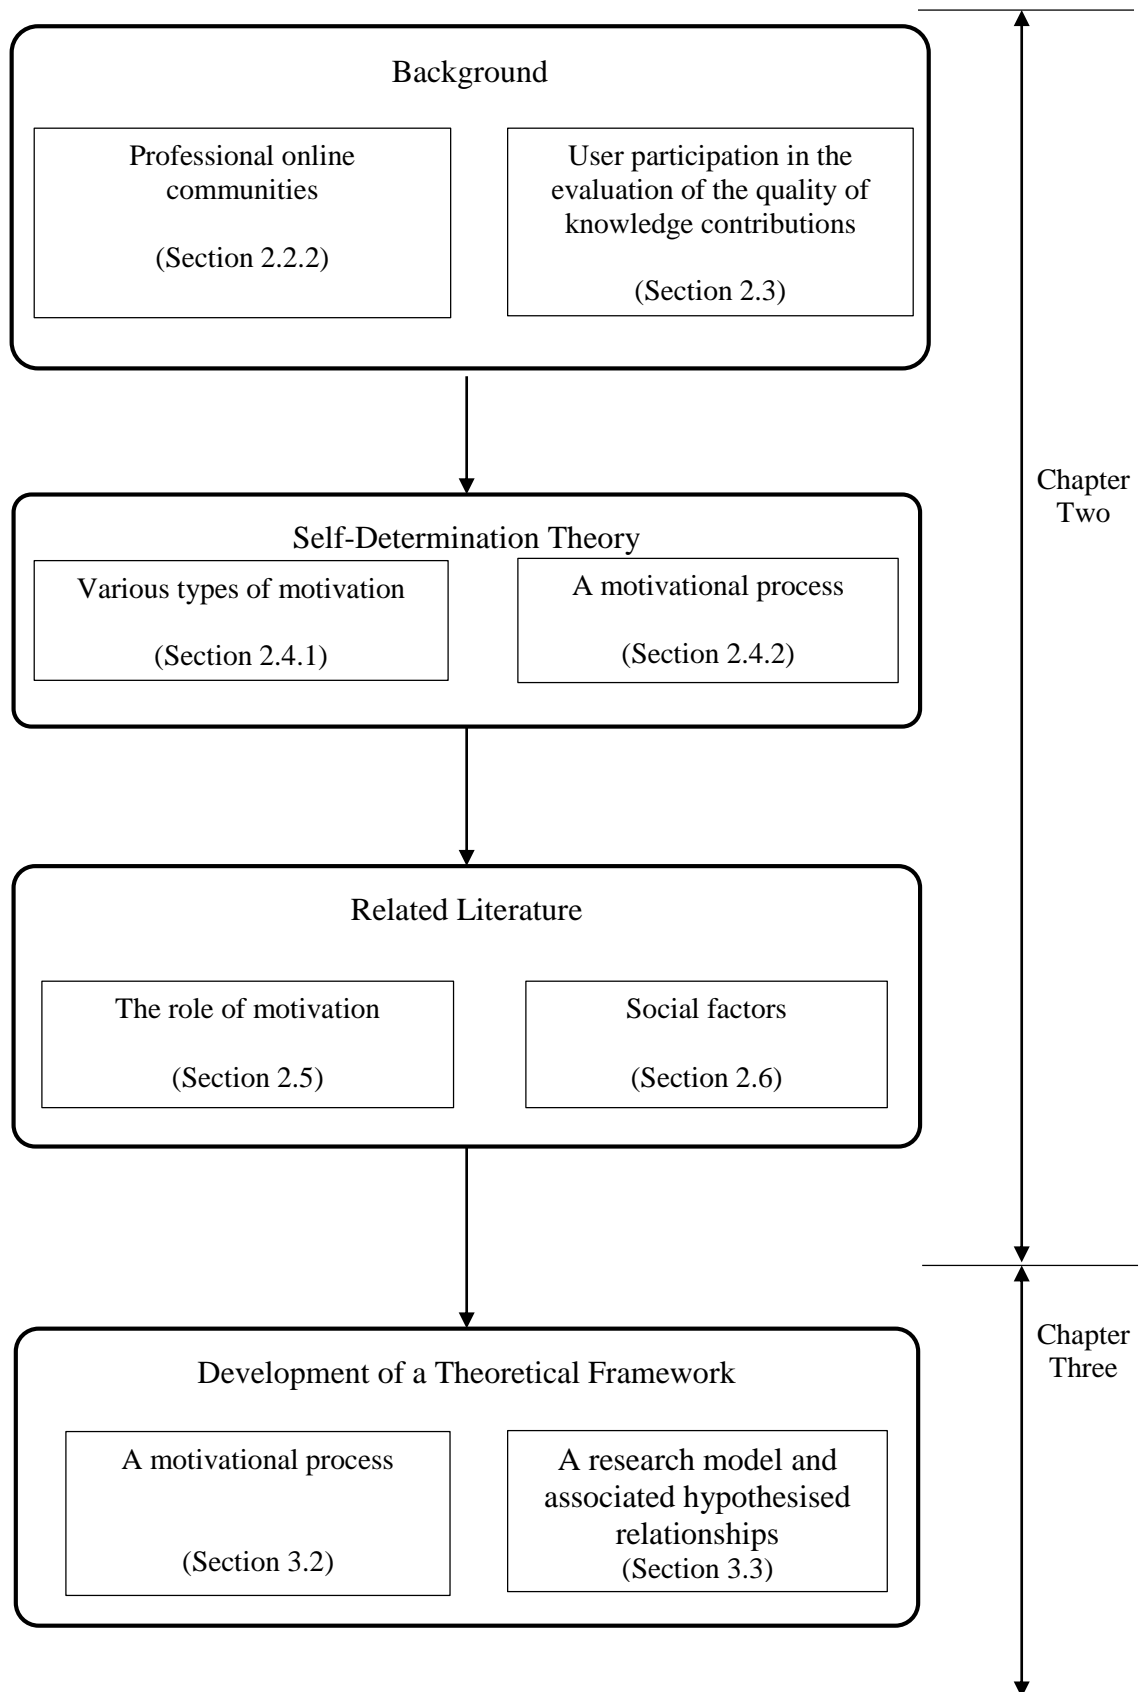 Background
Professional online
communities
(Section 2.2.2)
User participation in the
evaluation of the quality of
knowledge contributions
(Section 2.3)
Chapter
Two
Self-Determination Theory
Various types of motivation
(Section 2.4.1)
A motivational process
(Section 2.4.2)
Related Literature
The role of motivation
(Section 2.5)
Social factors
(Section 2.6)
Chapter
Three
Development of a Theoretical Framework
A motivational process
(Section 3.2)
A research model and
associated hypothesised
relationships
(Section 3.3)